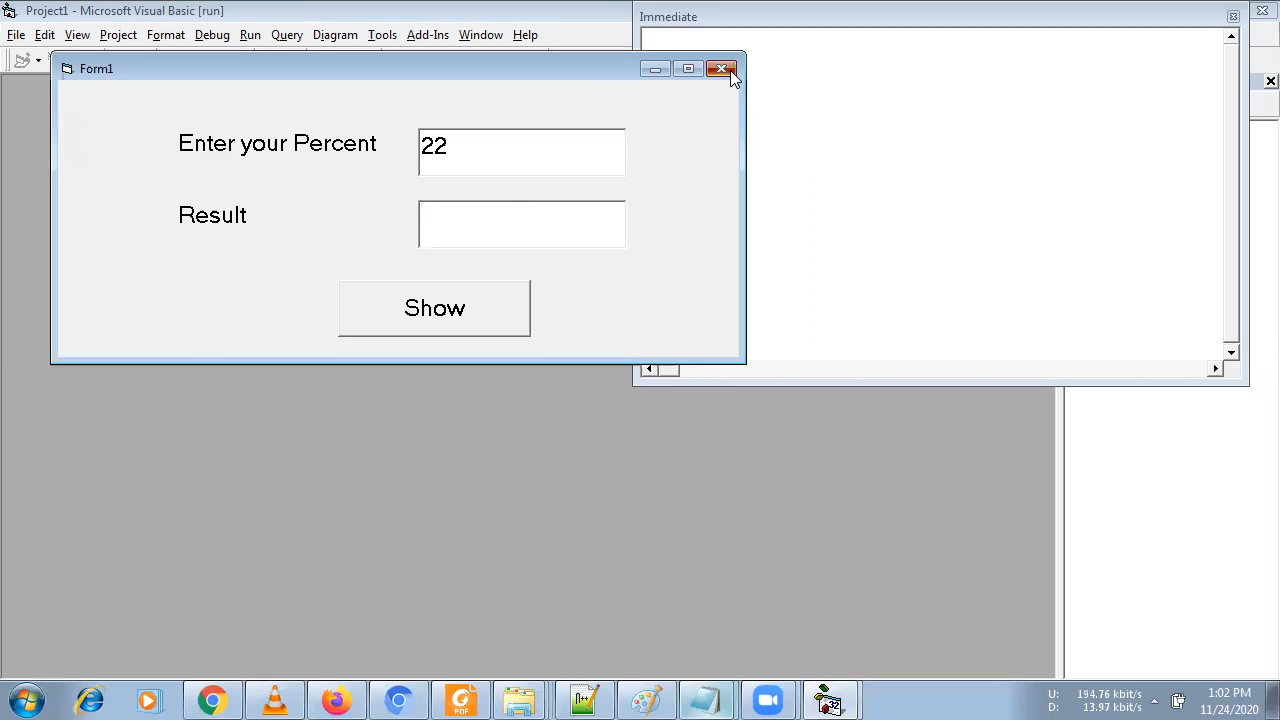 Project1 - Microsoft Visual Basic [run]
Immediate
File Edit View Project Format Debug Run Query Diagram Tools Add-Ins Window Help
Form1
Enter your Percent 22
Result
Show
PDF
32
U: 194.76 kbit/s
D: 13.97 kbit/s
1:02 PM
11/24/2020